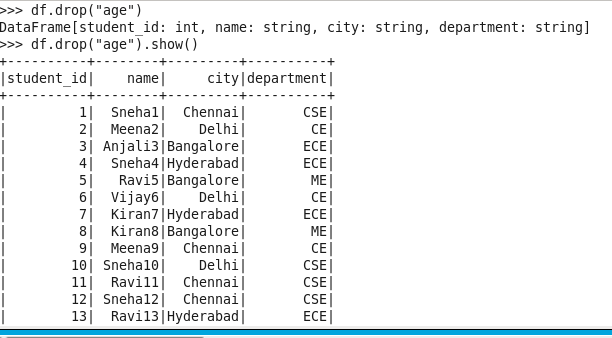 >>> df.drop("age")
DataFrame[student_id: int, name: string, city: string, department: string]
>>> df.drop("age").show()
+----------+--------+---------+----------+
|student_id|    name|     city|department|
+----------+--------+---------+----------+
|         1|  Sneha1|  Chennai|       CSE|
|         2|  Meena2|    Delhi|        CE|
|         3| Anjali3|Bangalore|       ECE|
|         4|  Sneha4|Hyderabad|       ECE|
|         5|   Ravi5|Bangalore|        ME|
|         6|  Vijay6|    Delhi|        CE|
|         7|  Kiran7|Hyderabad|       ECE|
|         8|  Kiran8|Bangalore|        ME|
|         9|  Meena9|  Chennai|        CE|
|        10| Sneha10|    Delhi|       CSE|
|        11|  Ravi11|  Chennai|       CSE|
|        12| Sneha12|  Chennai|       CSE|
|        13|  Ravi13|Hyderabad|       ECE|